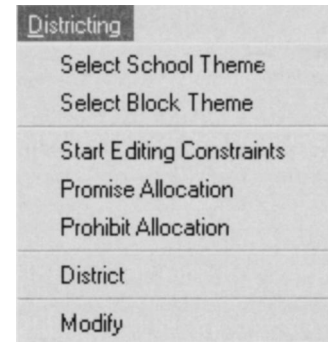 Districting
Select School Theme
Select Block Theme
Start Editing Constraints
Promise Allocation
Prohibit Allocation
District
Modify